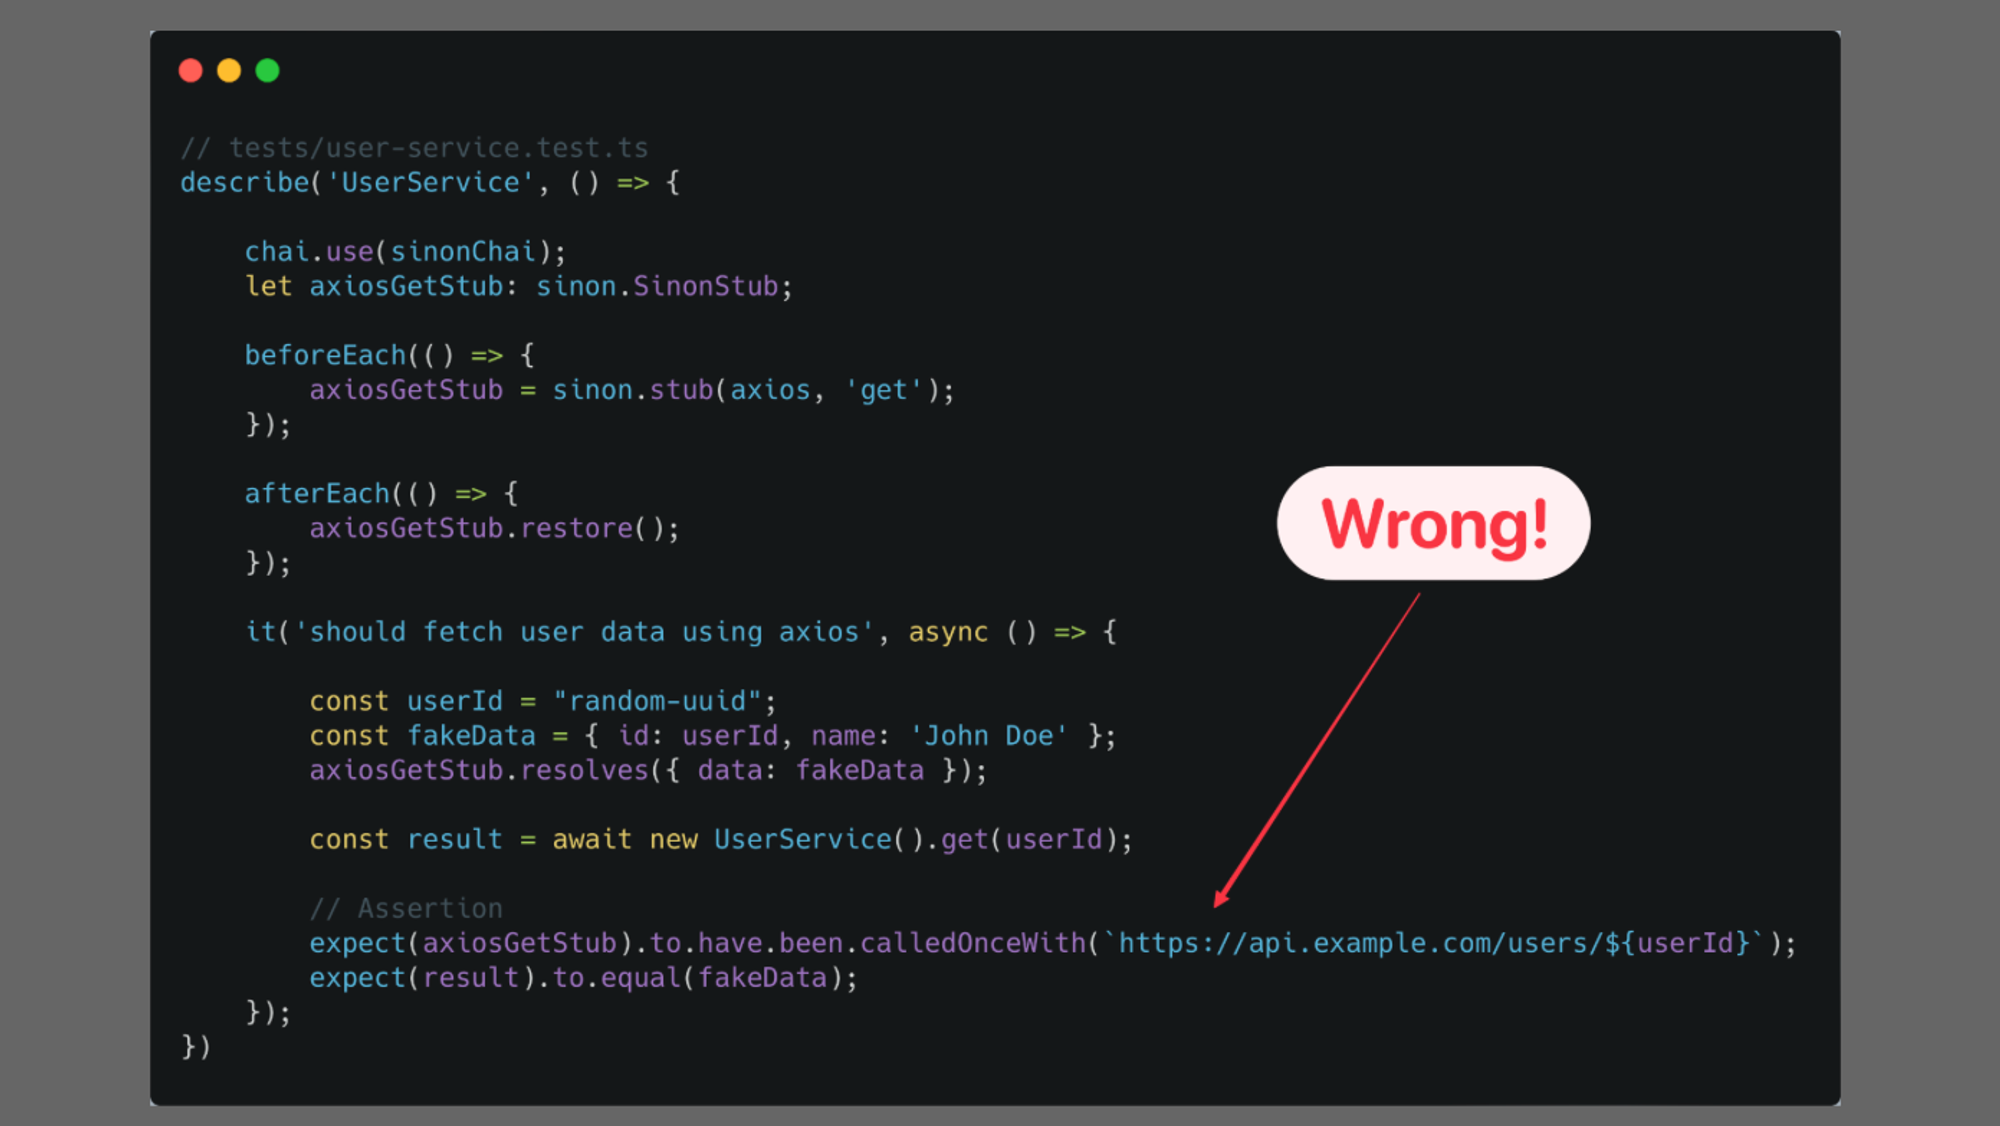 // tests/user-service.test.ts
describe('UserService', () => {
chai.use(sinonChai);
let axiosGetStub: sinon.SinonStub;
beforeEach(() => {
axiosGetStub = sinon.stub(axios, 'get');
});
afterEach(() => {
axiosGetStub.restore();
});
Wrong!
it('should fetch user data using axios', async () => {
const userId = "random-uuid";
const fakeData = { id: userId, name: 'John Doe' };
axiosGetStub.resolves({ data: fakeData });
const result = await new UserService().get(userId);
// Assertion
expect(axiosGetStub).to.have.been.calledOnceWith(`https://api.example.com/users/${userId}`);
expect(result).to.equal(fakeData);
});
})